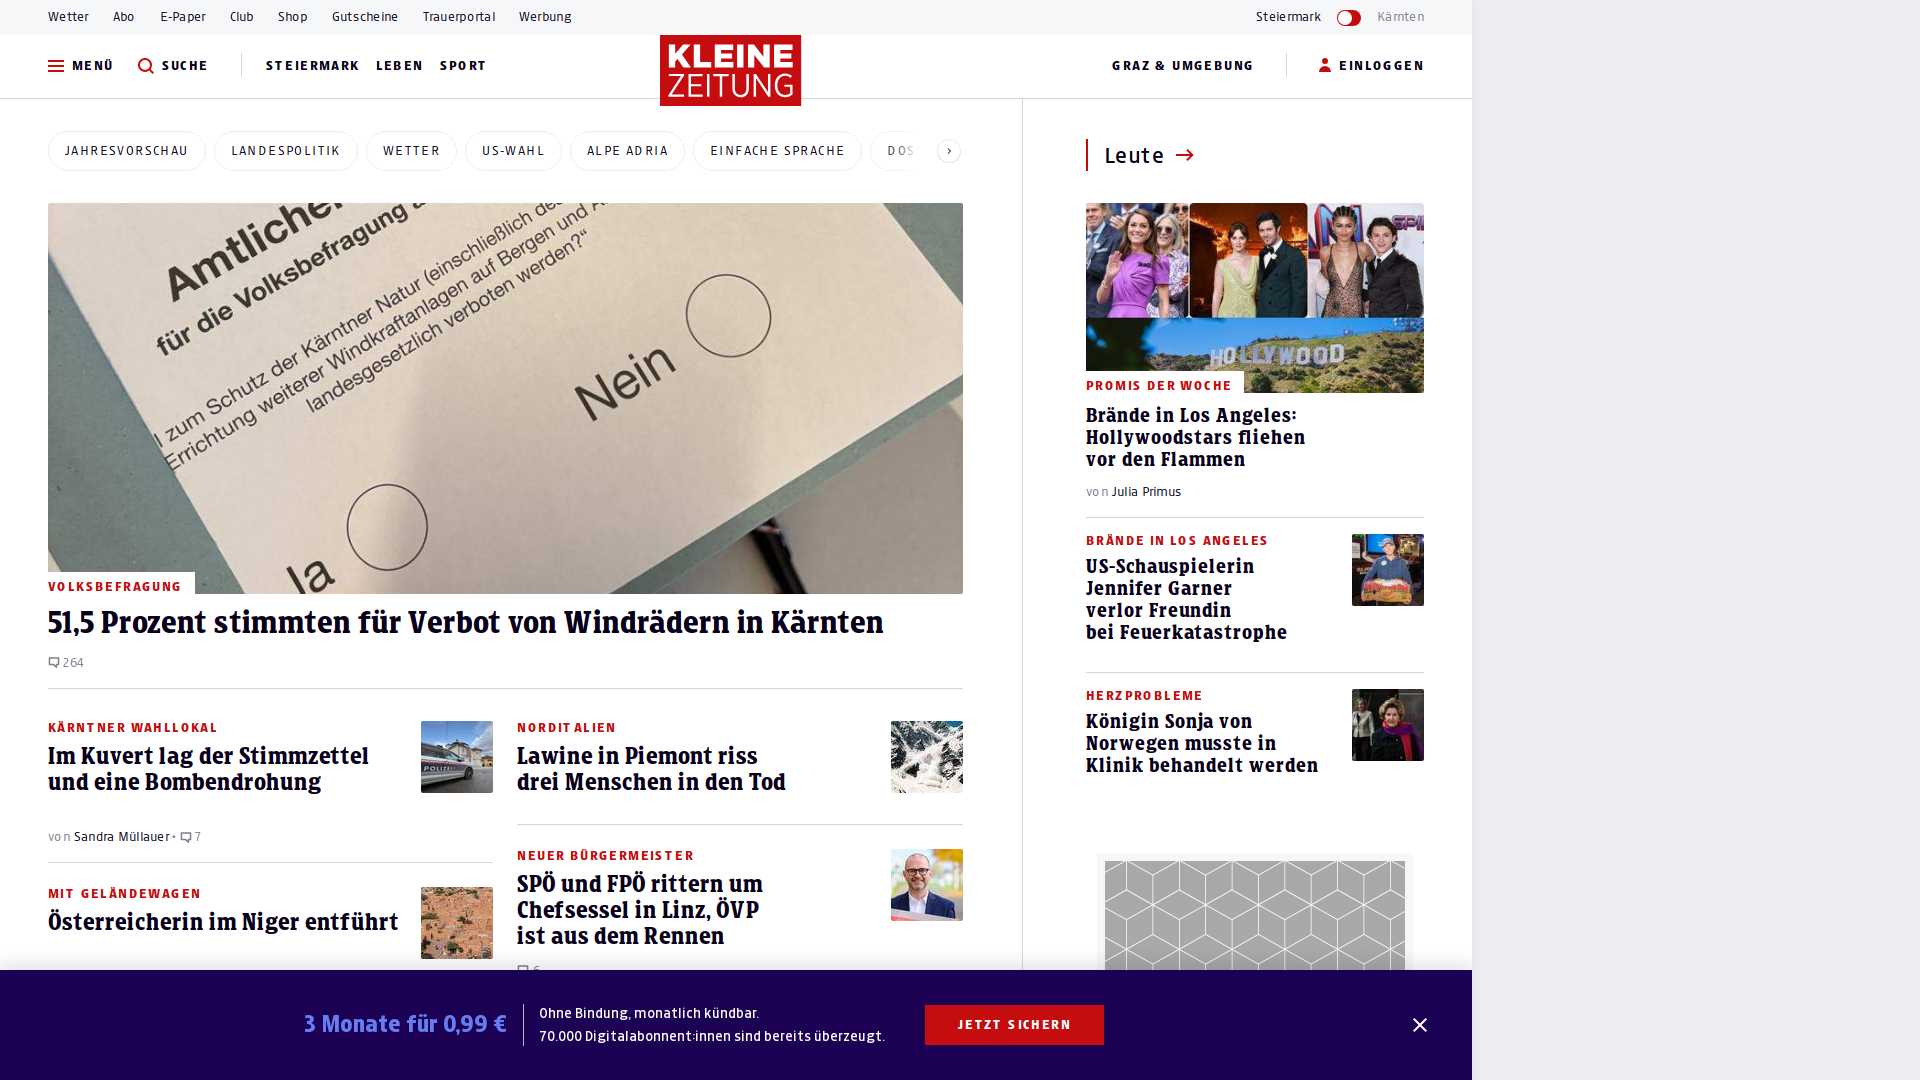 Wetter Abo E-Paper Club Shop Gutscheine Trauerportal Werbung Steiermark Kärnten
MENÜ SUCHE STEIERMARK LEBEN SPORT KLEINE ZEITUNG GRAZ & UMGEBUNG EINLOGGEN
JAHRESVORSCHAU LANDESPOLITIK WETTER US-WAHL ALPE ADRIA EINFACHE SPRACHE DOS
für die Volksbefragung
l zum Schutz der Kärntner Natur (einschließlich des
Errichtung weiterer Windkraftanlagen auf Bergen und
landesgesetzlich verboten werden?“
Nein
Ja
VOLKSBEFRAGUNG
51,5 Prozent stimmten für Verbot von Windrädern in Kärnten
264
KÄRNTNER WAHLLOKAL
Im Kuvert lag der Stimmzettel
und eine Bombendrohung
von Sandra Müllauer • 7
MIT GELÄNDEWAGEN
Österreicherin im Niger entführt
NORDITALIEN
Lawine in Piemont riss
drei Menschen in den Tod
NEUER BÜRGERMEISTER
SPÖ und FPÖ rittern um
Chefsessel in Linz, ÖVP
ist aus dem Rennen
6
Leute
HOLLYWOOD
PROMIS DER WOCHE
Brände in Los Angeles:
Hollywoodstars fliehen
vor den Flammen
von Julia Primus
BRÄNDE IN LOS ANGELES
US-Schauspielerin
Jennifer Garner
verlor Freundin
bei Feuerkatastrophe
HERZPROBLEME
Königin Sonja von
Norwegen musste in
Klinik behandelt werden
3 Monate für 0,99 €
Ohne Bindung, monatlich kündbar.
70.000 Digitalabonnent:innen sind bereits überzeugt.
JETZT SICHERN